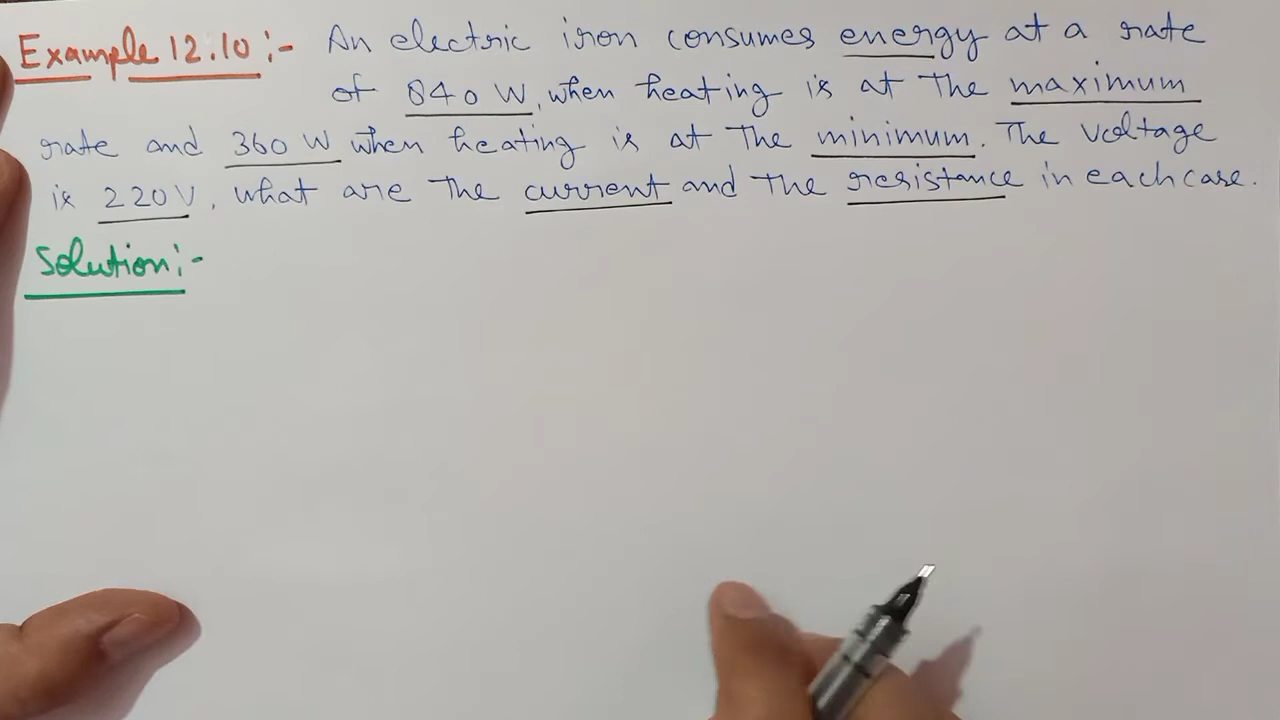 Example 12.10 :- An electric iron consumes energy at a rate
of 840 W, when heating is at the maximum
rate and 360 W when heating is at the minimum. The voltage
is 220V, what are the current and the resistance in each case.
Solution:-